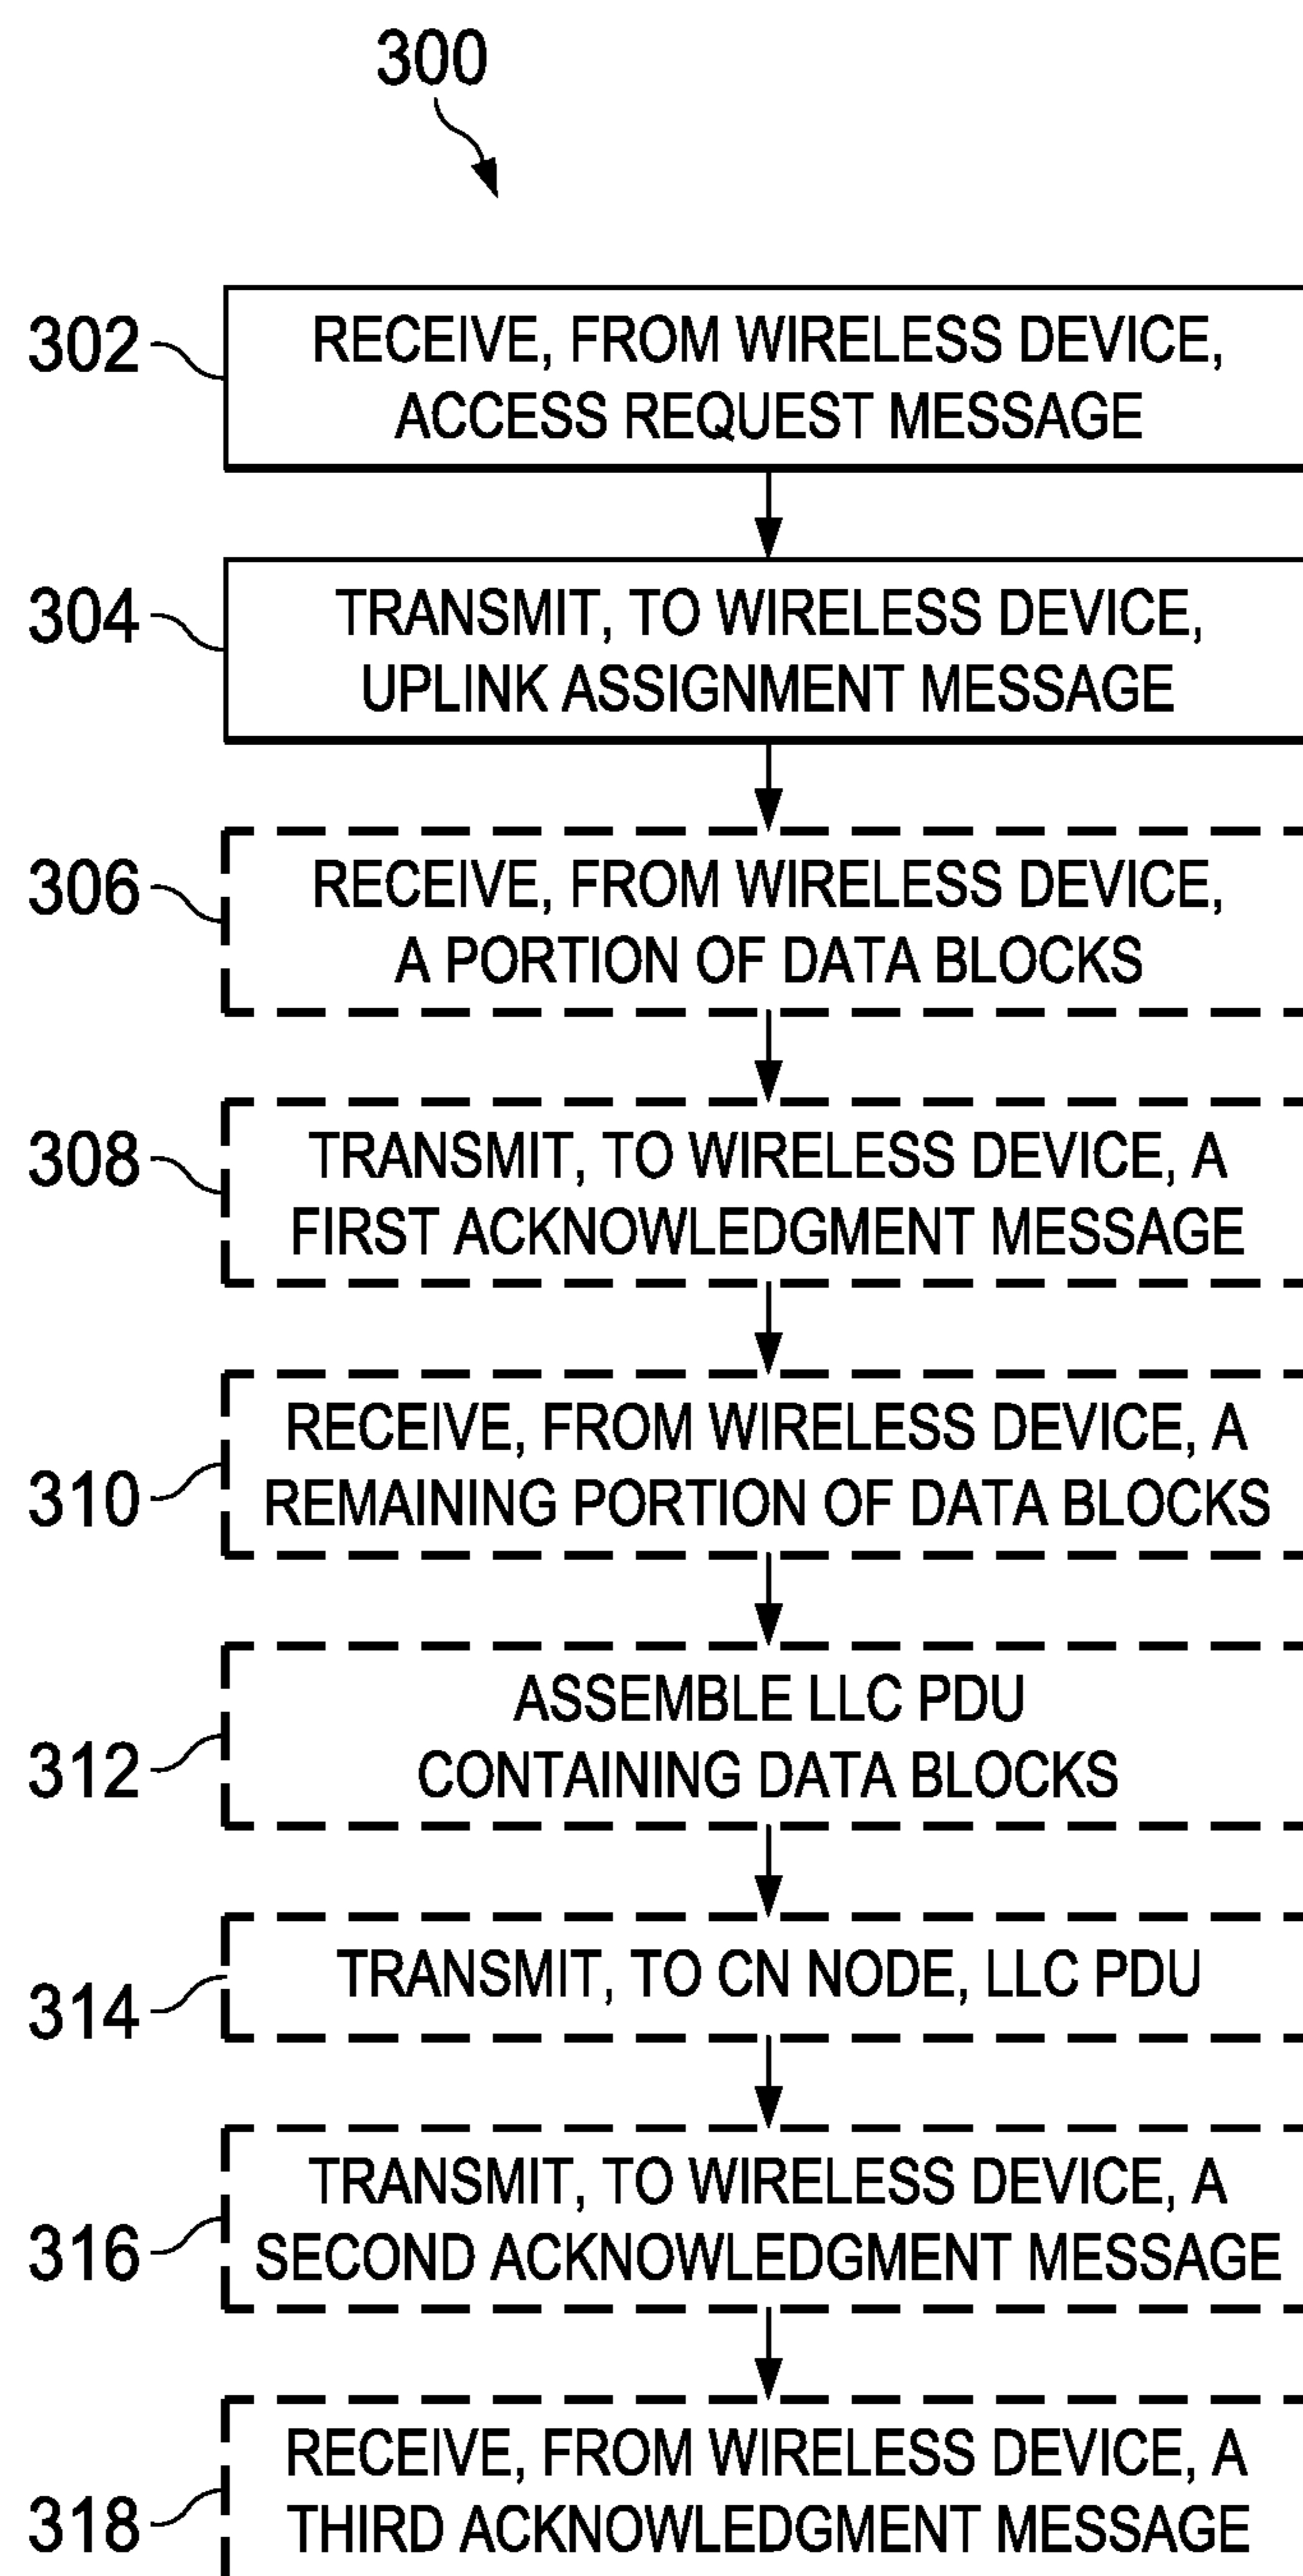 300
302
RECEIVE, FROM WIRELESS DEVICE,
ACCESS REQUEST MESSAGE
304
TRANSMIT, TO WIRELESS DEVICE,
UPLINK ASSIGNMENT MESSAGE
306
RECEIVE, FROM WIRELESS DEVICE,
A PORTION OF DATA BLOCKS
308
TRANSMIT, TO WIRELESS DEVICE, A
FIRST ACKNOWLEDGMENT MESSAGE
310
RECEIVE, FROM WIRELESS DEVICE, A
REMAINING PORTION OF DATA BLOCKS
312
ASSEMBLE LLC PDU
CONTAINING DATA BLOCKS
314
TRANSMIT, TO CN NODE, LLC PDU
316
TRANSMIT, TO WIRELESS DEVICE, A
SECOND ACKNOWLEDGMENT MESSAGE
318
RECEIVE, FROM WIRELESS DEVICE, A
THIRD ACKNOWLEDGMENT MESSAGE